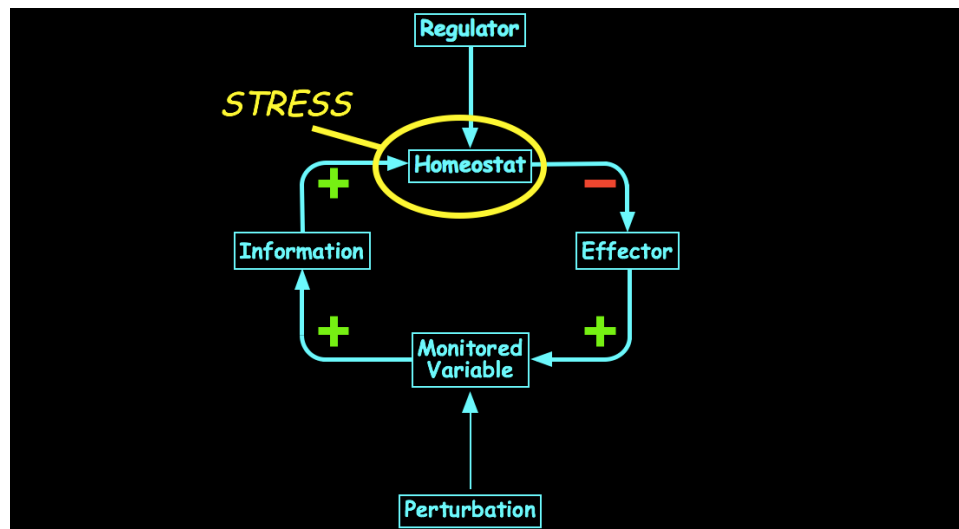 Regulator
STRESS
Homeostat
+
−
Information
Effector
+
+
Monitored
Variable
Perturbation